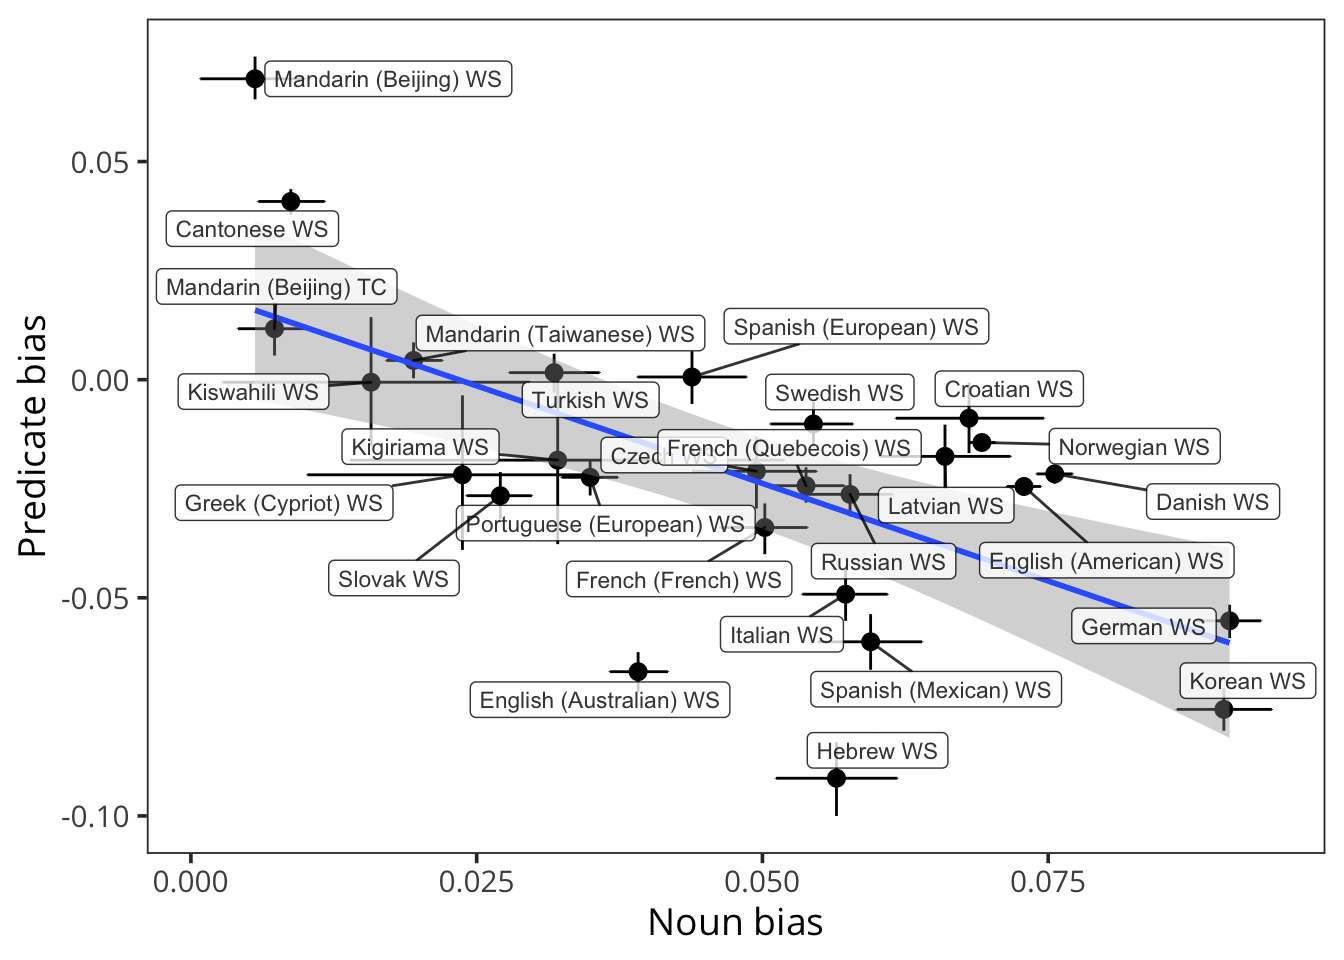 Mandarin (Beijing) WS
0.05
Cantonese WS
Mandarin (Beijing) TC
Spanish (European) WS
Mandarin (Taiwanese) WS
0.00
Kiswahili WS
Turkish WS
Swedish WS
Croatian WS
Kigiriama WS
Czech WS
French (Quebecois) WS
Norwegian WS
Greek (Cypriot) WS
Portuguese (European) WS
Latvian WS
Danish WS
Slovak WS
French (French) WS
Russian WS
English (American) WS
-0.05
Italian WS
German WS
English (Australian) WS
Spanish (Mexican) WS
Korean WS
Hebrew WS
-0.10
Predicate bias
0.000
0.025
0.050
0.075
Noun bias